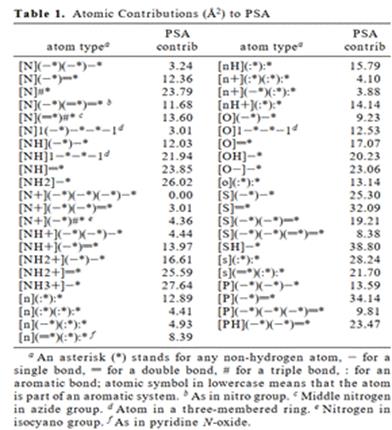 Table 1. Atomic Contributions (Å²) to PSA
atom typeᵃ PSA contrib atom typeᵃ PSA contrib
[N](−*)(−*)−* 3.24 [nH](:*):* 15.79
[N](−*)═* 12.36 [n+](:*)(:*):* 4.10
[N]#* 23.79 [n+](−*)(:*):* 3.88
[N](−*)(═*)═* ᵇ 11.68 [nH+](:*):* 14.14
[N](═*)#* ᶜ 13.60 [O](−*)−* 9.23
[N]1(−*)−*−*−1ᵈ 3.01 [O]1−*−*−1ᵈ 12.53
[NH](−*)−* 12.03 [O]═* 17.07
[NH]1−*−*−1ᵈ 21.94 [OH]−* 20.23
[NH]═* 23.85 [O−]−* 23.06
[NH2]−* 26.02 [o](:*):* 13.14
[N+](−*)(−*)(−*)−* 0.00 [S](−*)−* 25.30
[N+](−*)(−*)═* 3.01 [S]═* 32.09
[N+](−*)#* ᵉ 4.36 [S](−*)(−*)═* 19.21
[NH+](−*)(−*)−* 4.44 [S](−*)(−*)(═*)═* 8.38
[NH+](−*)═* 13.97 [SH]−* 38.80
[NH2+](−*)−* 16.61 [s](:*):* 28.24
[NH2+]═* 25.59 [s](═*)(:*):* 21.70
[NH3+]−* 27.64 [P](−*)(−*)−* 13.59
[n](:*):* 12.89 [P](−*)═* 34.14
[n](:*)(:*):* 4.41 [P](−*)(−*)(−*)═* 9.81
[n](−*)(:*):* 4.93 [PH](−*)(−*)═* 23.47
[n](═*)(:*):* ᶠ 8.39
ᵃ An asterisk (*) stands for any non-hydrogen atom, − for a
single bond, ═ for a double bond, # for a triple bond, : for an
aromatic bond; atomic symbol in lowercase means that the atom
is part of an aromatic system. ᵇ As in nitro group. ᶜ Middle nitrogen
in azide group. ᵈ Atom in a three-membered ring. ᵉ Nitrogen in
isocyano group. ᶠ As in pyridine N-oxide.